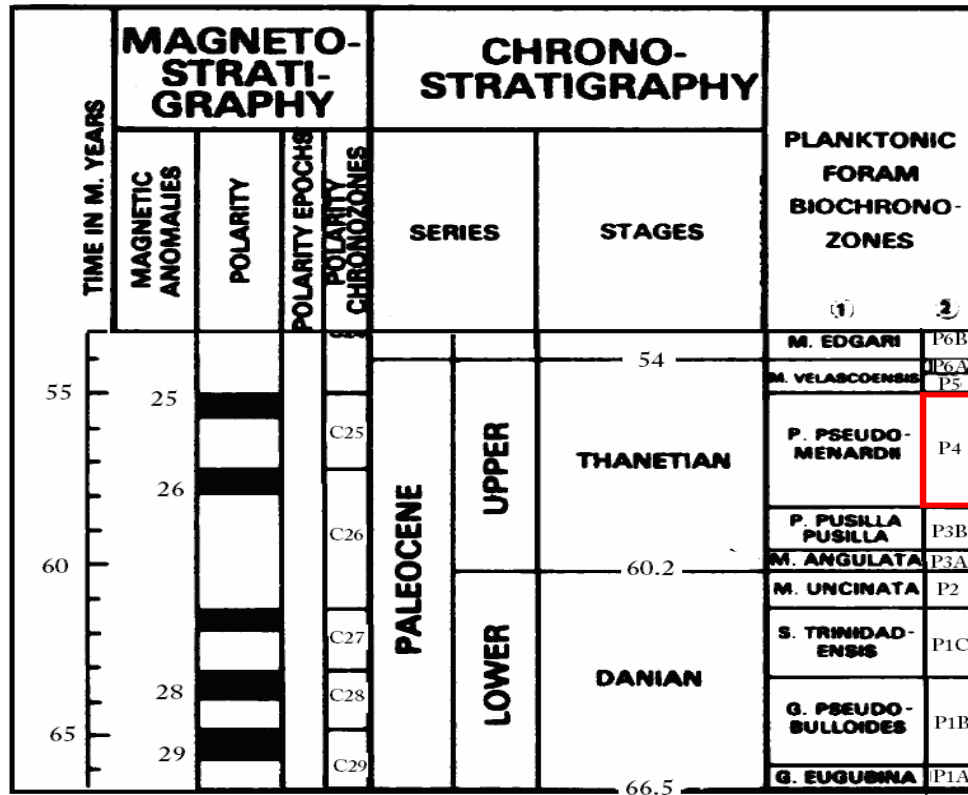 MAGNETO-
STRATI-
GRAPHY
CHRONO-
STRATIGRAPHY
TIME IN M. YEARS
MAGNETIC
ANOMALIES
POLARITY
POLARITY EPOCHS
POLARITY
CHRONOZONES
SERIES
STAGES
PLANKTONIC
FORAM
BIOCHRONO-
ZONES
1
2
55
60
65
25
26
28
29
C25
C26
C27
C28
C29
PALEOCENE
UPPER
LOWER
54
THANETIAN
60.2
DANIAN
66.5
M. EDGARI P6B
M. VELASCOENSIS P6A
P5
P. PSEUDO-
MENARDII
P4
P. PUSILLA
PUSILLA
P3B
M. ANGULATA P3A
M. UNCINATA P2
S. TRINIDAD-
ENSIS
P1C
G. PSEUDO-
BULLOIDES
P1B
G. EUGUBINA P1A